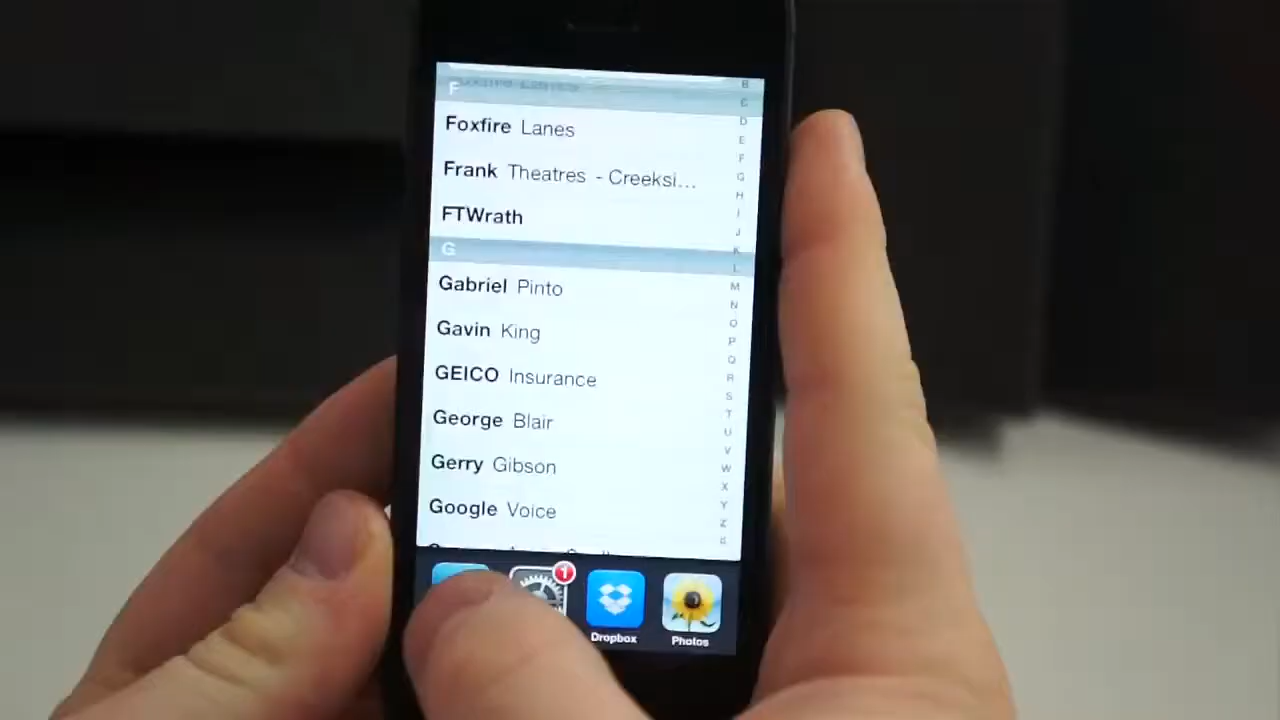 F
Foxfire Lanes
Frank Theatres - Creeksi...
FTWrath
G
Gabriel Pinto
Gavin King
GEICO Insurance
George Blair
Gerry Gibson
Google Voice
B
C
D
E
F
G
H
I
J
K
L
M
N
O
P
Q
R
S
T
U
V
W
X
Y
Z
1
Dropbox
Photos